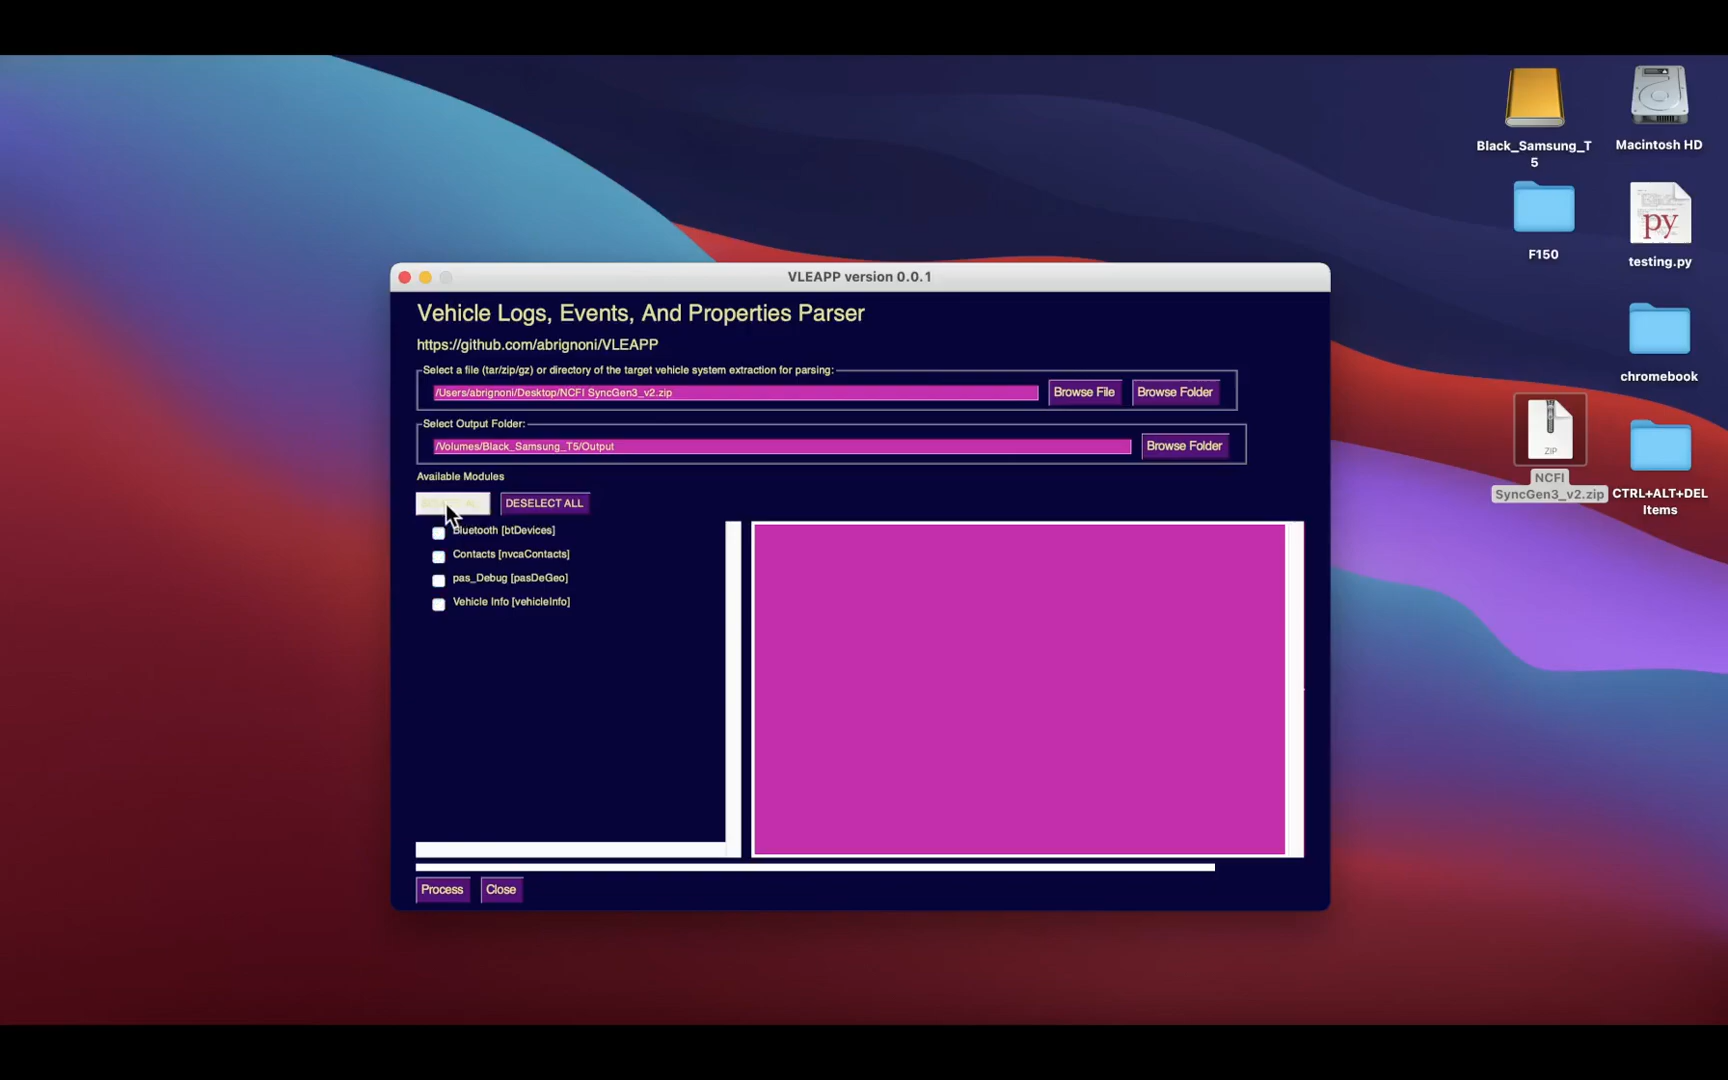 VLEAPP version 0.0.1
Vehicle Logs, Events, And Properties Parser
https://github.com/abrignoni/VLEAPP
Select a file (tar/zip/gz) or directory of the target vehicle system extraction for parsing:
/Users/abrignoni/Desktop/NCFI SyncGen3_v2.zip
Browse File
Browse Folder
Select Output Folder:
/Volumes/Black_Samsung_T5/Output
Browse Folder
Available Modules
DESELECT ALL
Bluetooth [btDevices]
Contacts [nvcaContacts]
pas_Debug [pasDeGeo]
Vehicle Info [vehicleInfo]
Process
Close
Black_Samsung_T
5
Macintosh HD
F150
py
testing.py
chromebook
ZIP
NCFI
SyncGen3_v2.zip
CTRL+ALT+DEL
Items